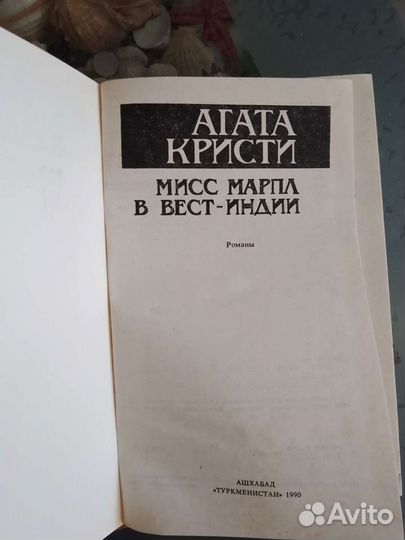 АГАТА
КРИСТИ
МИСС МАРПЛ
В ВЕСТ-ИНДИИ
Романы
АШХАБАД
«ТУРКМЕНИСТАН» 1990
Avito